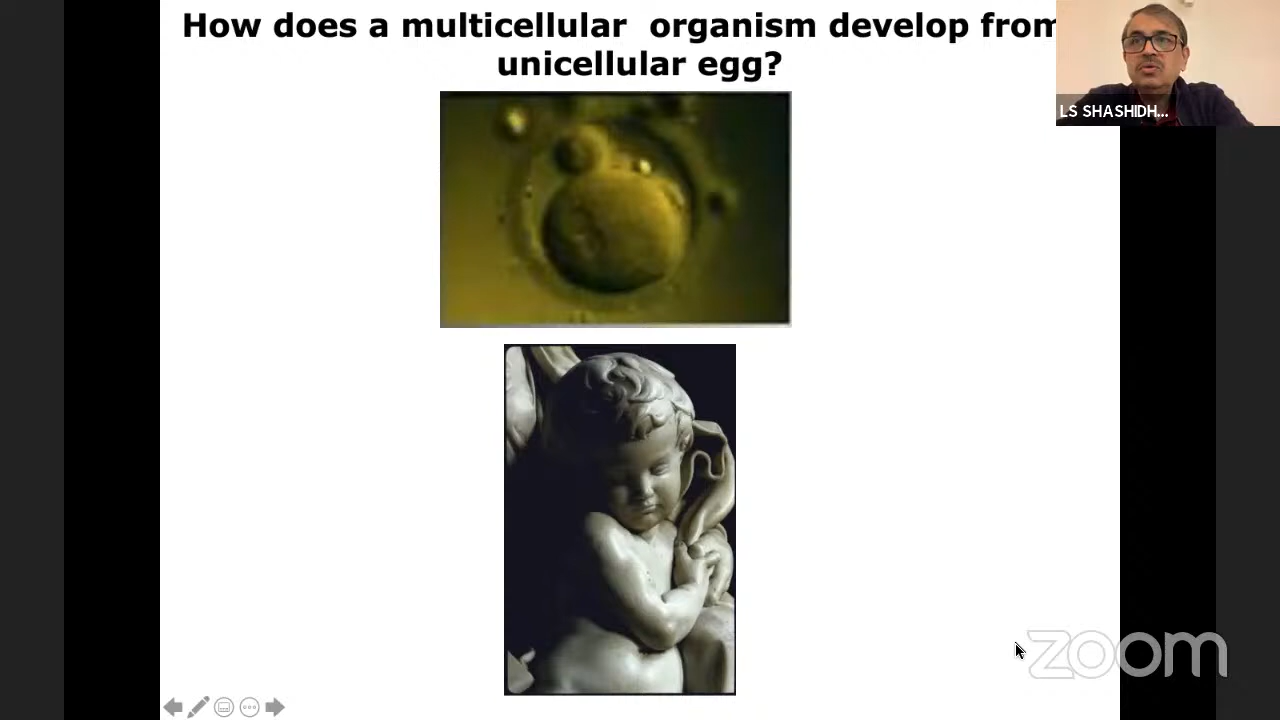 How does a multicellular organism develop from
unicellular egg?
LS SHASHIDH...
zoom